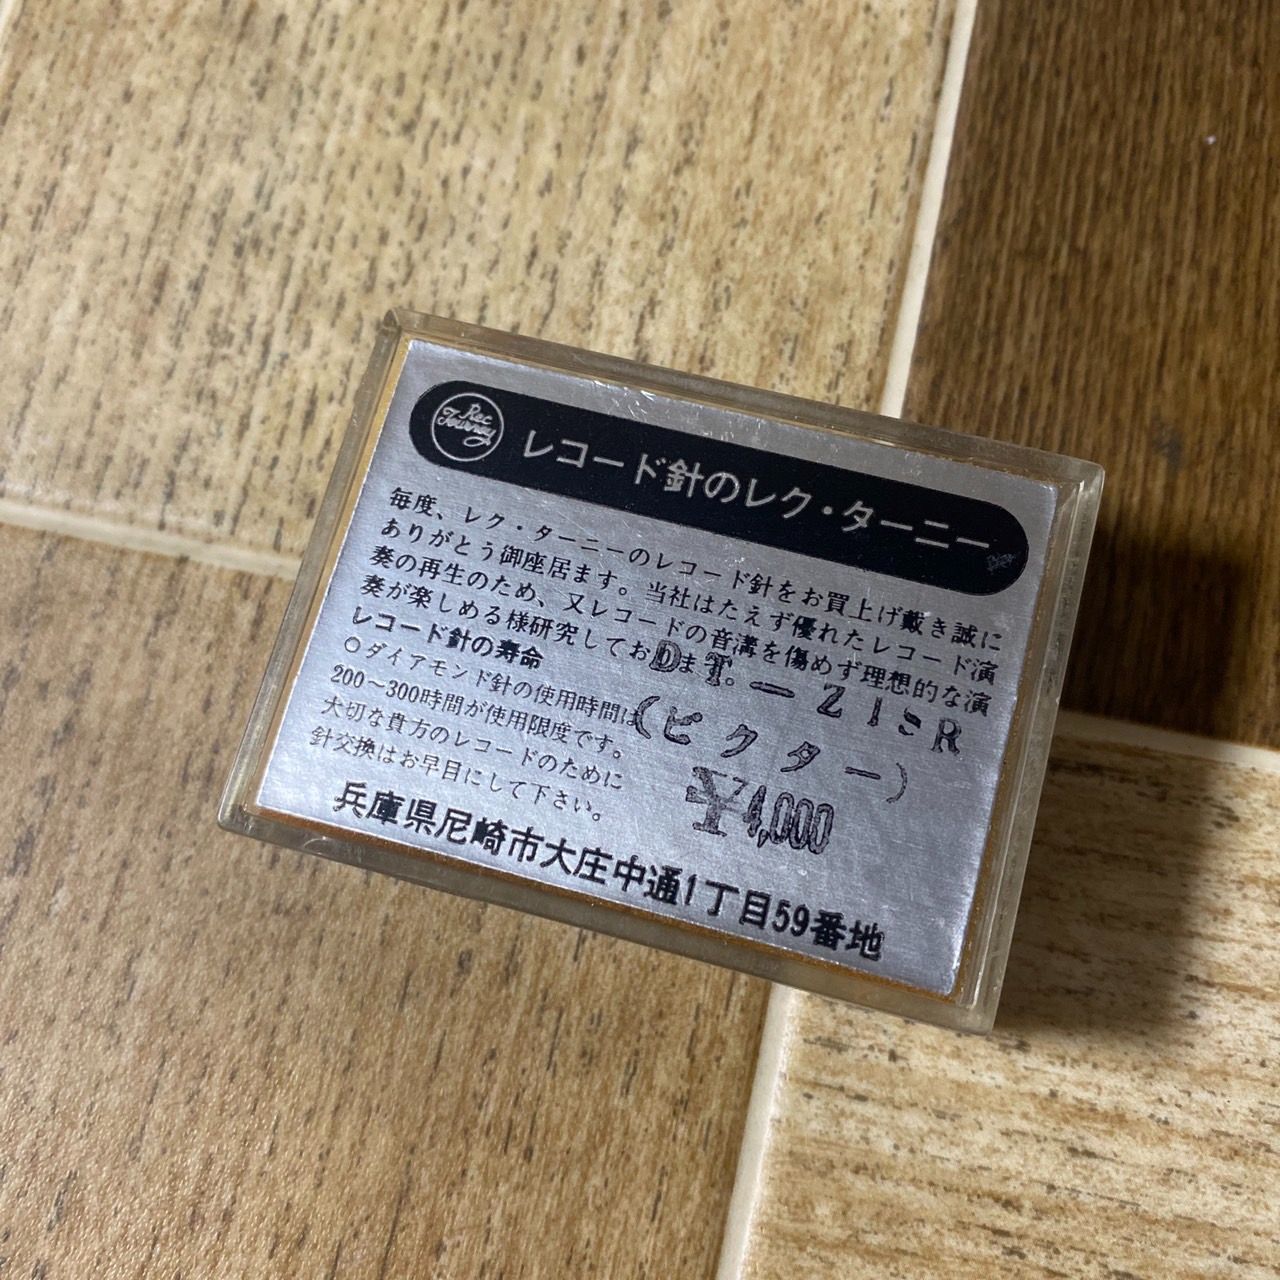 Rec
Tourney
レコード針のレク・ターニー
毎度、レク・ターニーのレコード針をお買上げ戴き誠に
ありがとう御座居ます。当社はたえず優れたレコード演
奏の再生のため、又レコードの音溝を傷めず理想的な演
奏が楽しめる様研究しております。
レコード針の寿命
○ダイアモンド針の使用時間は
200〜300時間が使用限度です。
大切な貴方のレコードのために
針交換はお早目にして下さい。
(ビクター)
¥4,000
兵庫県尼崎市大庄中通1丁目59番地